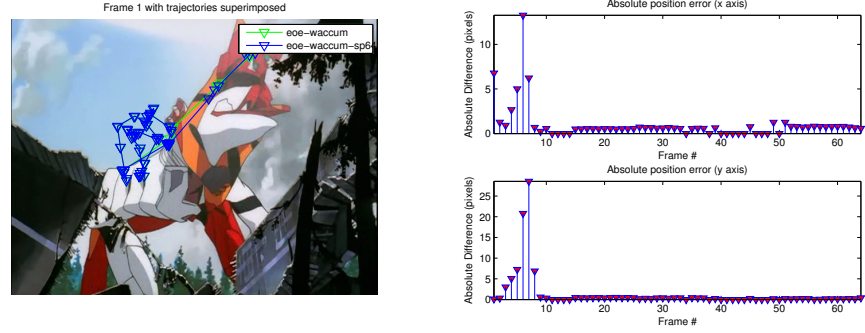 Frame 1 with trajectories superimposed
eoe-waccum
eoe-waccum-sp64
Absolute position error (x axis)
Absolute Difference (pixels)
10
5
0
10 20 30 40 50 60
Frame #
Absolute position error (y axis)
Absolute Difference (pixels)
25
20
15
10
5
0
10 20 30 40 50 60
Frame #